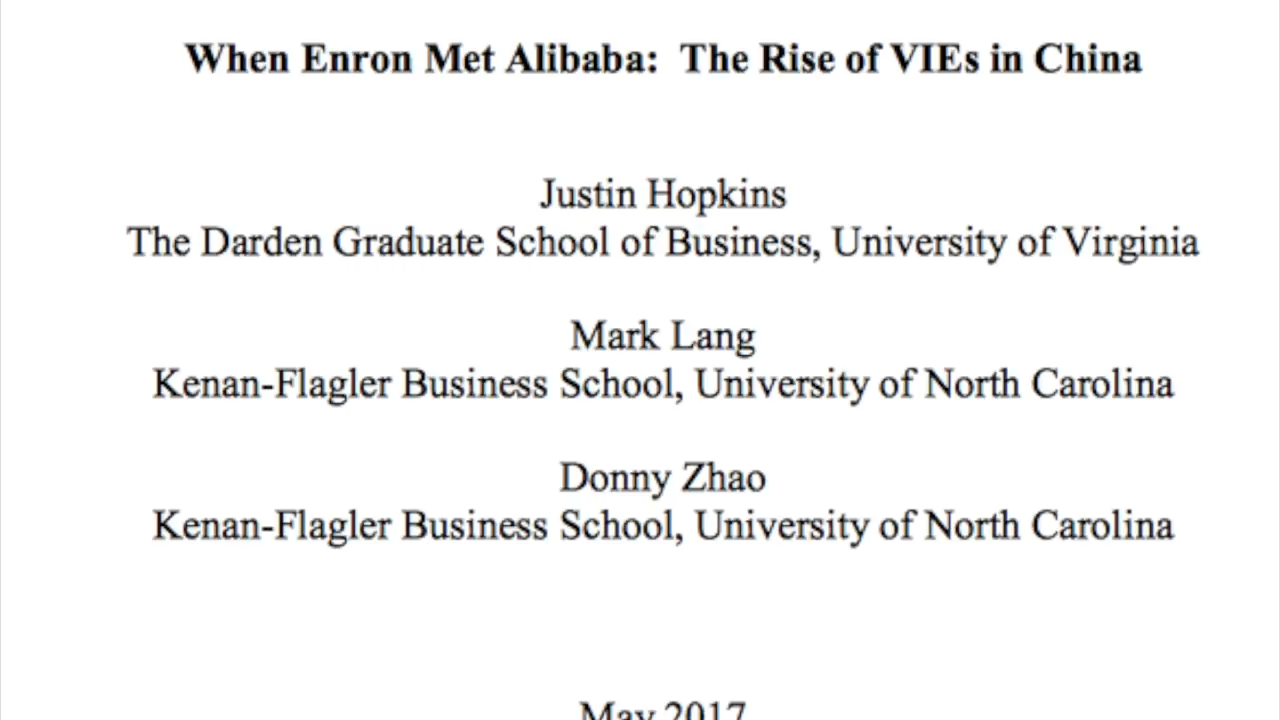 When Enron Met Alibaba: The Rise of VIEs in China
Justin Hopkins
The Darden Graduate School of Business, University of Virginia
Mark Lang
Kenan-Flagler Business School, University of North Carolina
Donny Zhao
Kenan-Flagler Business School, University of North Carolina
May 2017